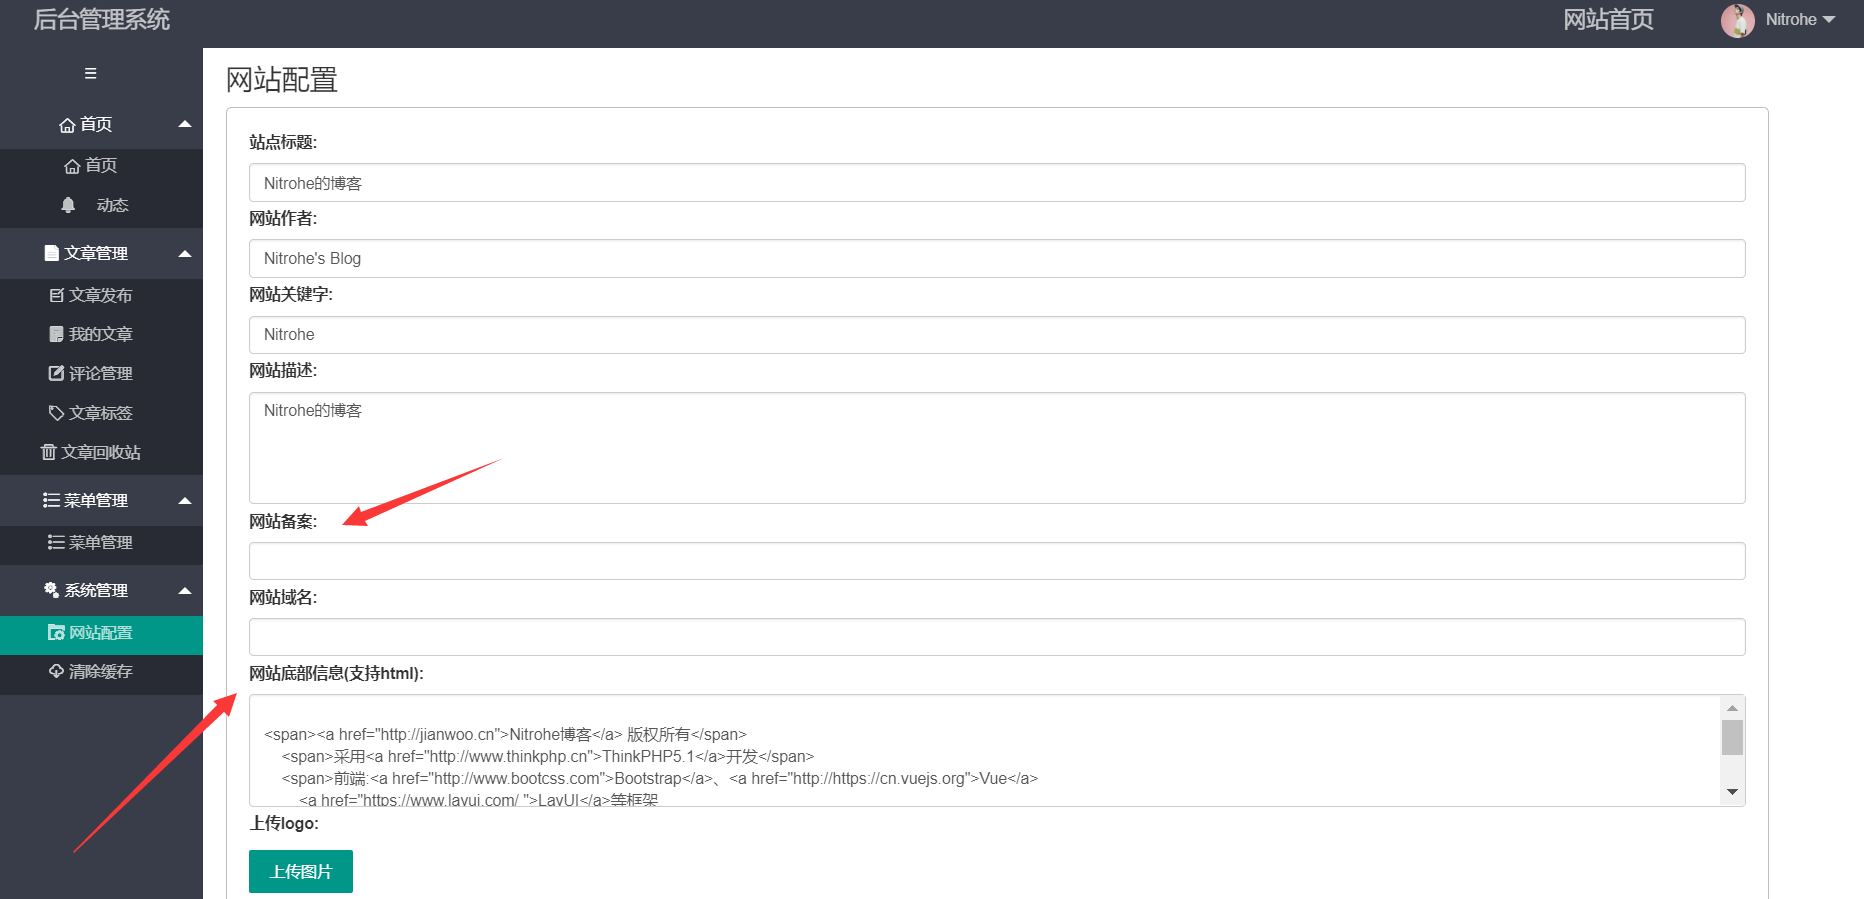 后台管理系统
网站首页
Nitrohe
首页
首页
动态
文章管理
文章发布
我的文章
评论管理
文章标签
文章回收站
菜单管理
菜单管理
系统管理
网站配置
清除缓存
网站配置
站点标题:
Nitrohe的博客
网站作者:
Nitrohe's Blog
网站关键字:
Nitrohe
网站描述:
Nitrohe的博客
网站备案:
网站域名:
网站底部信息(支持html):
<span><a href="http://jianwoo.cn">Nitrohe博客</a> 版权所有</span>
<span>采用<a href="http://www.thinkphp.cn">ThinkPHP5.1</a>开发</span>
<span>前端:<a href="http://www.bootcss.com">Bootstrap</a>、<a href="http://https://cn.vuejs.org">Vue</a>
<a href="https://www.layui.com/ ">LayUI</a>等框架
上传logo:
上传图片